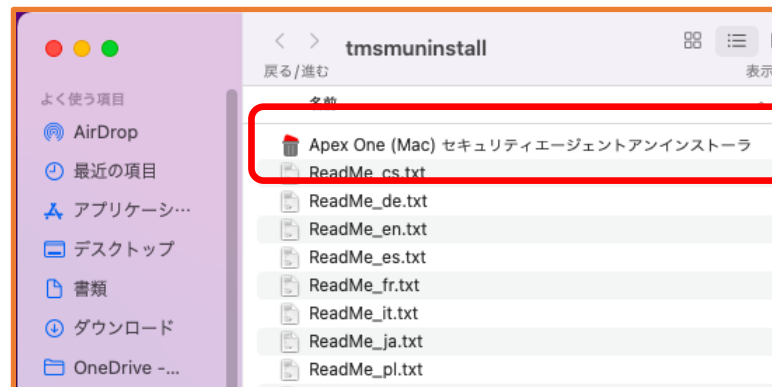 tmsmuninstall
戻る/進む
表示
よく使う項目
AirDrop
最近の項目
アプリケーシ…
デスクトップ
書類
ダウンロード
OneDrive -...
名前
Apex One (Mac) セキュリティエージェントアンインストーラ
ReadMe_cs.txt
ReadMe_de.txt
ReadMe_en.txt
ReadMe_es.txt
ReadMe_fr.txt
ReadMe_it.txt
ReadMe_ja.txt
ReadMe_pl.txt